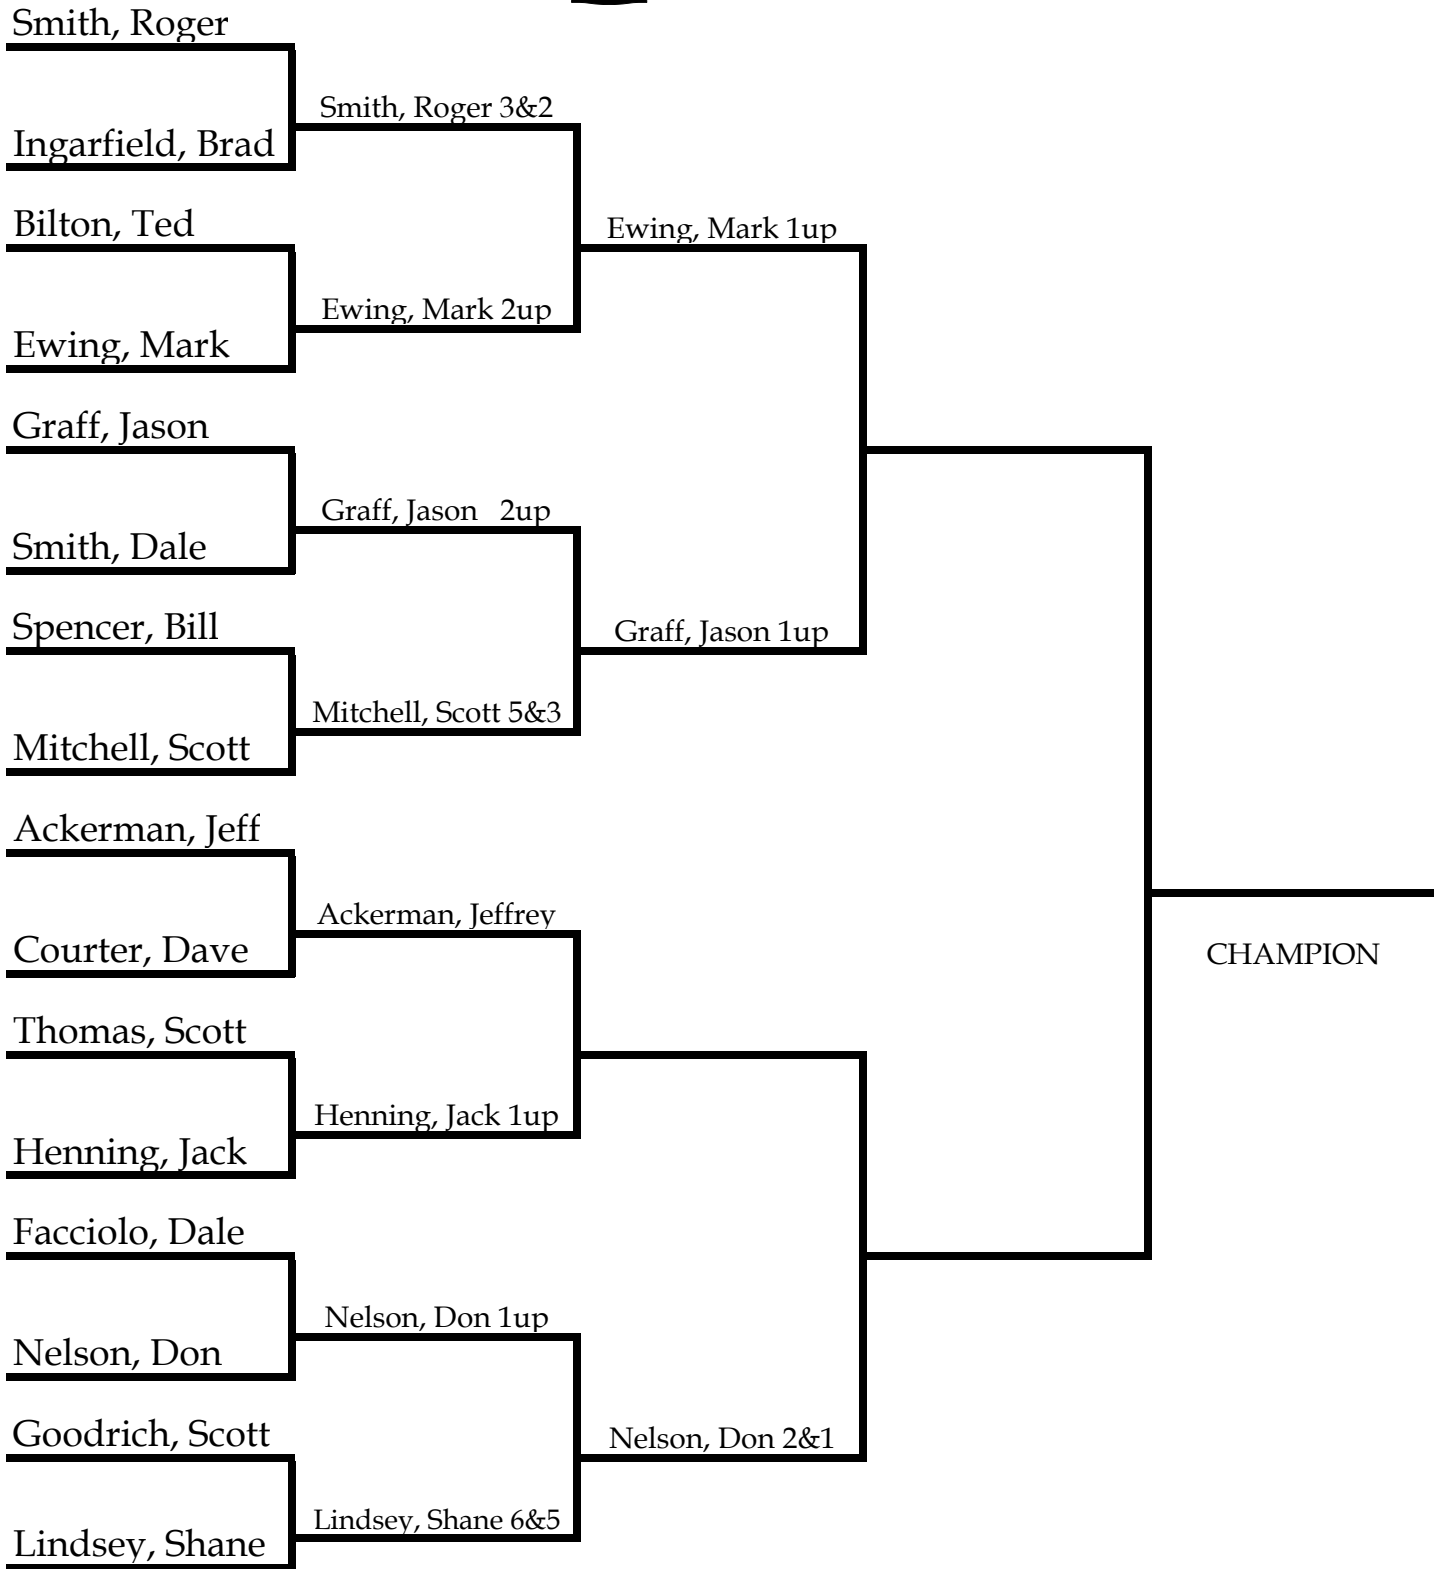 Smith, Roger
Smith, Roger 3&2
Ingarfield, Brad
Bilton, Ted
Ewing, Mark 1up
Ewing, Mark 2up
Ewing, Mark
Graff, Jason
Graff, Jason 2up
Smith, Dale
Spencer, Bill
Graff, Jason 1up
Mitchell, Scott 5&3
Mitchell, Scott
Ackerman, Jeff
Ackerman, Jeffrey
Courter, Dave
CHAMPION
Thomas, Scott
Henning, Jack 1up
Henning, Jack
Facciolo, Dale
Nelson, Don 1up
Nelson, Don
Goodrich, Scott
Nelson, Don 2&1
Lindsey, Shane 6&5
Lindsey, Shane